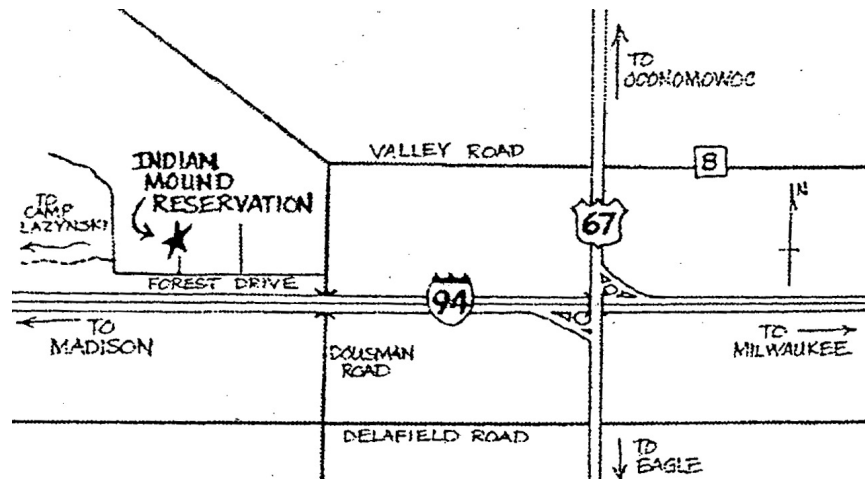 TO
OCONOMOWOC
VALLEY ROAD
8
INDIAN
MOUND
RESERVATION
TO
CAMP
LAZYNSKI
N
67
FOREST DRIVE
94
TO
MADISON
TO
MILWAUKEE
DOUSMAN
ROAD
DELAFIELD ROAD
TO
EAGLE